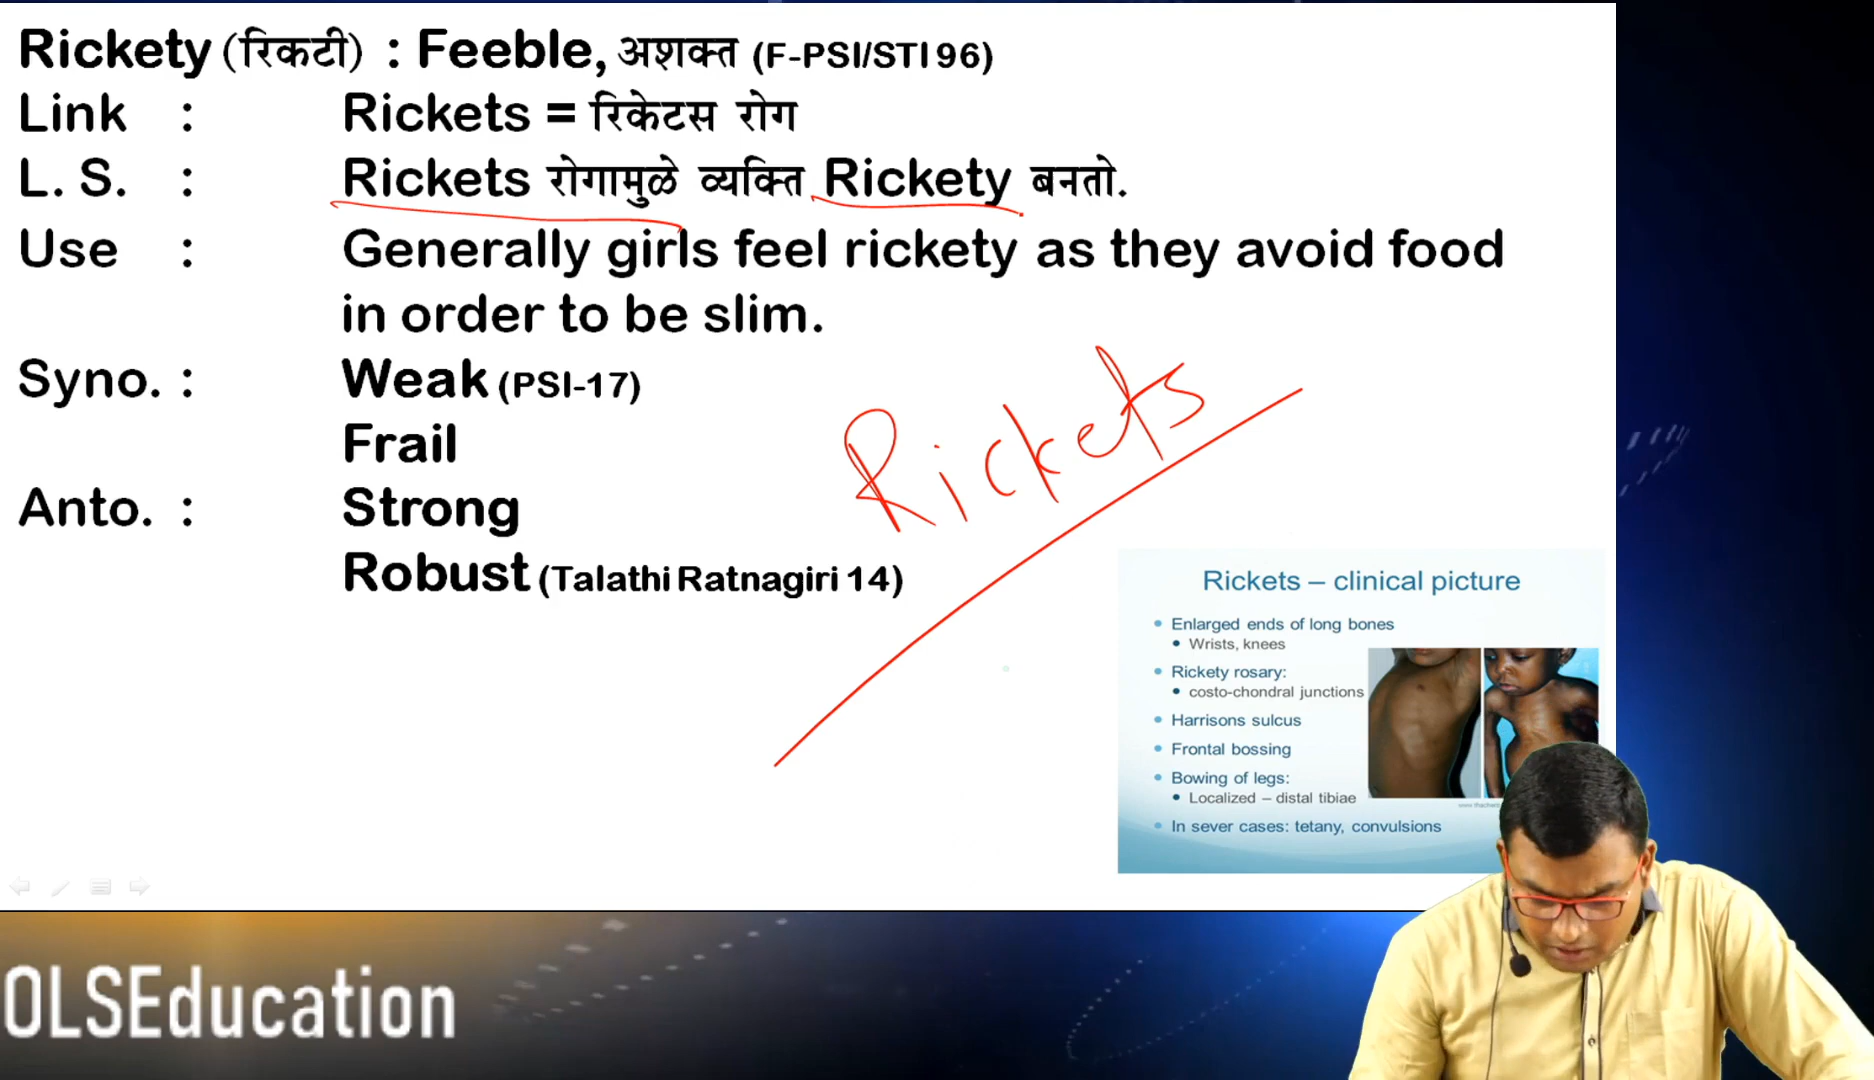 Rickety (रिकटी) : Feeble, अशक्त (F-PSI/STI 96)
Link : Rickets = रिकेटस रोग
L. S. : Rickets रोगामुळे व्यक्ति Rickety बनतो.
Use : Generally girls feel rickety as they avoid food
in order to be slim.
Syno. : Weak (PSI-17)
Frail
Anto. : Strong
Robust (Talathi Ratnagiri 14)
Rickets
Rickets – clinical picture
• Enlarged ends of long bones
• Wrists, knees
• Rickety rosary:
• costo-chondral junctions
• Harrisons sulcus
• Frontal bossing
• Bowing of legs:
• Localized – distal tibiae
• In sever cases: tetany, convulsions
OLSEducation